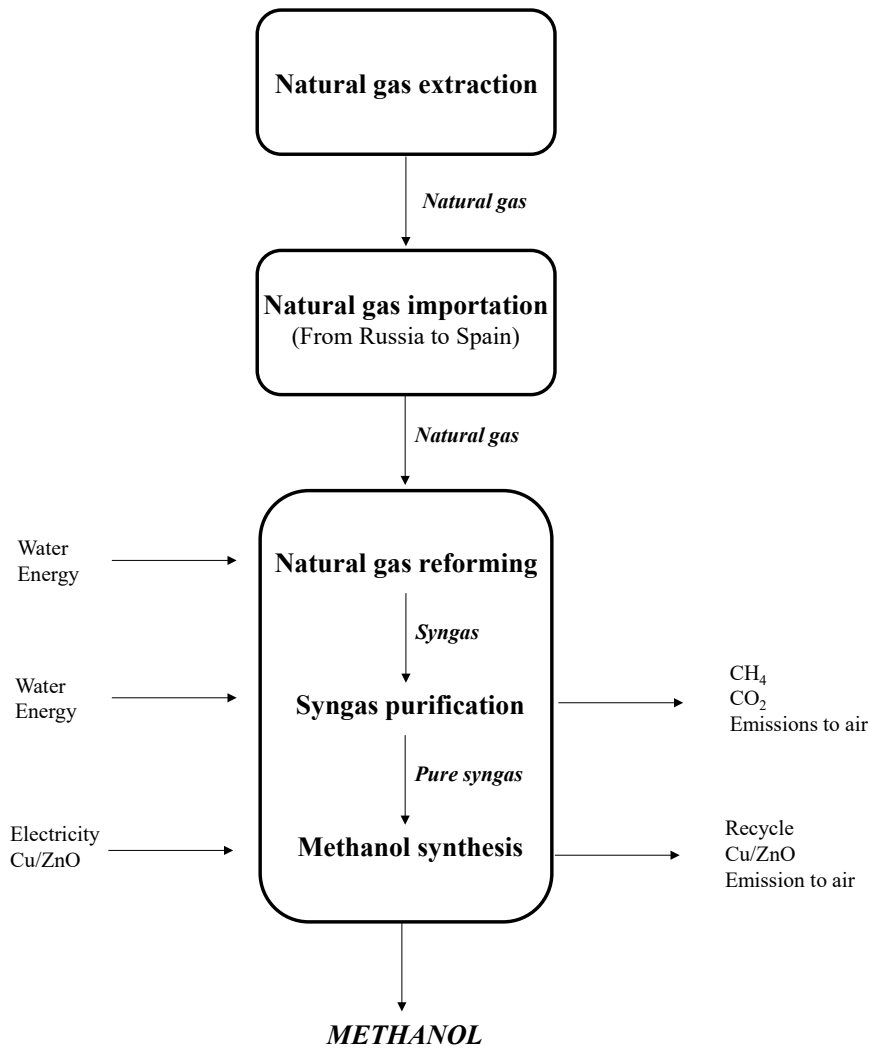 Natural gas extraction
Natural gas
Natural gas importation
(From Russia to Spain)
Natural gas
Water
Energy
Natural gas reforming
Syngas
Water
Energy
Syngas purification
CH₄
CO₂
Emissions to air
Pure syngas
Electricity
Cu/ZnO
Methanol synthesis
Recycle
Cu/ZnO
Emission to air
METHANOL